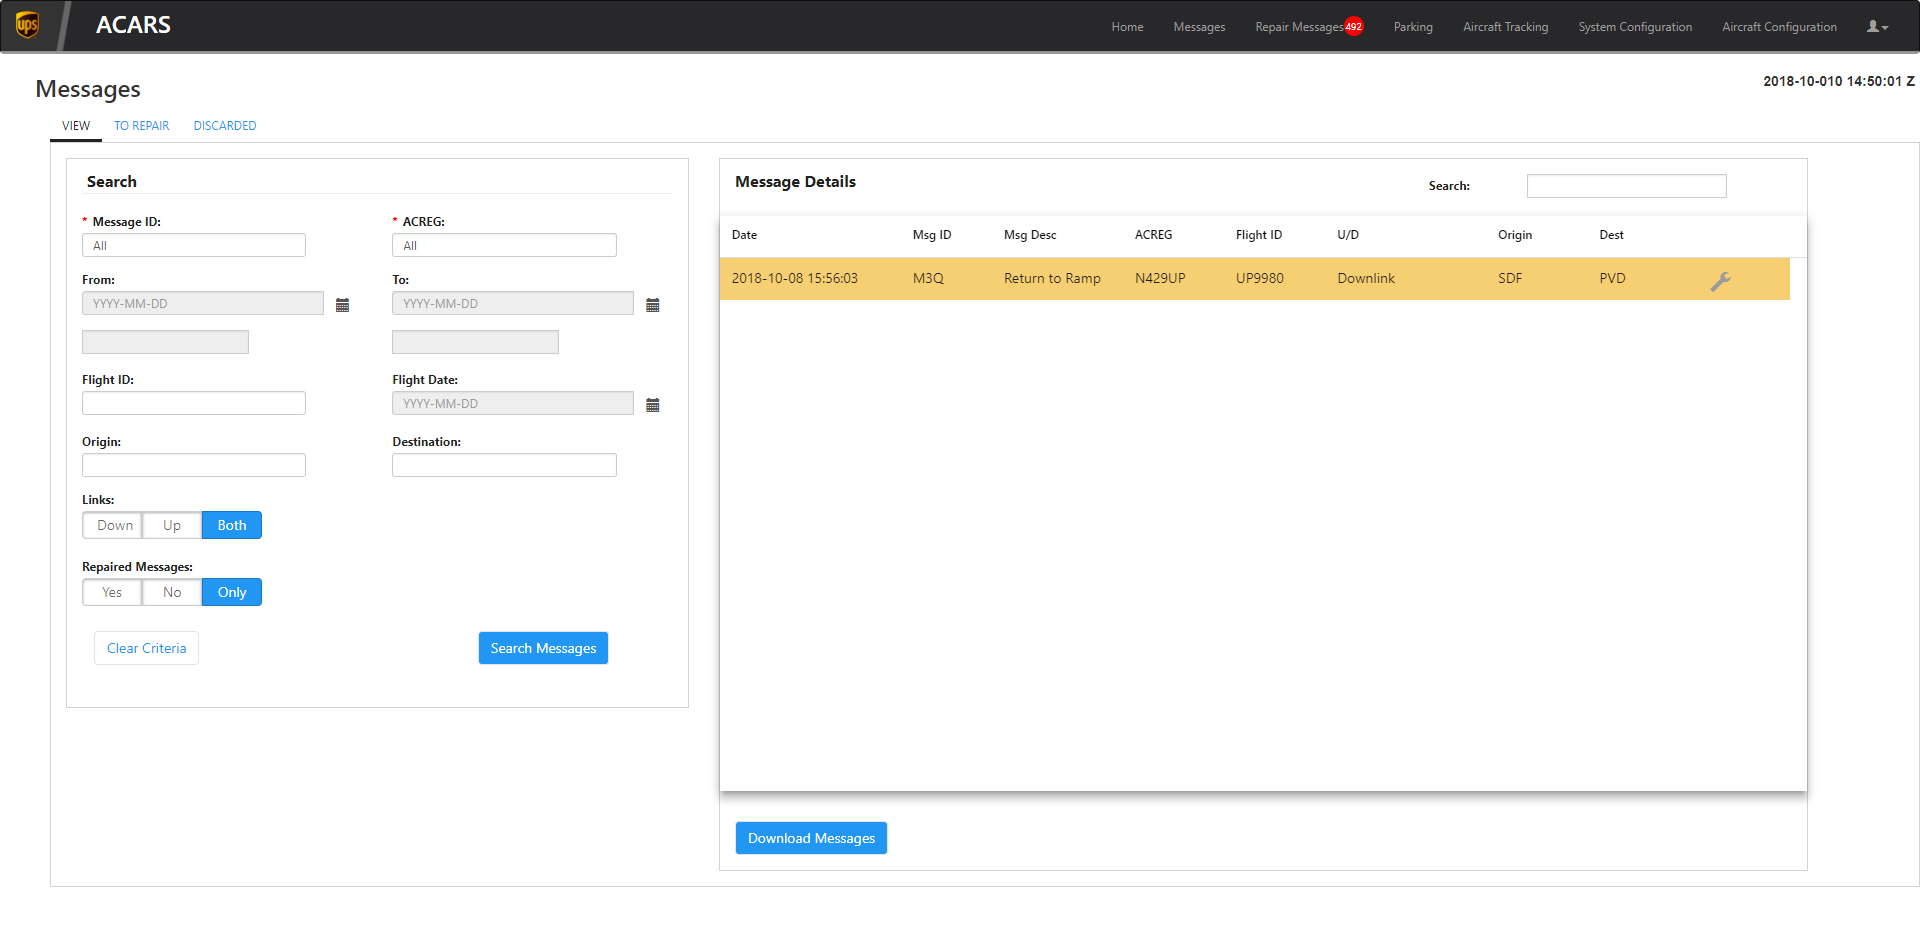 ups
ACARS
Home Messages Repair Messages 492 Parking Aircraft Tracking System Configuration Aircraft Configuration
Messages
2018-10-010 14:50:01 Z
VIEW TO REPAIR DISCARDED
Search
* Message ID: * ACREG:
All All
From: To:
YYYY-MM-DD YYYY-MM-DD
Flight ID: Flight Date:
YYYY-MM-DD
Origin: Destination:
Links:
Down Up Both
Repaired Messages:
Yes No Only
Clear Criteria Search Messages
Message Details Search:
Date Msg ID Msg Desc ACREG Flight ID U/D Origin Dest
2018-10-08 15:56:03 M3Q Return to Ramp N429UP UP9980 Downlink SDF PVD
Download Messages